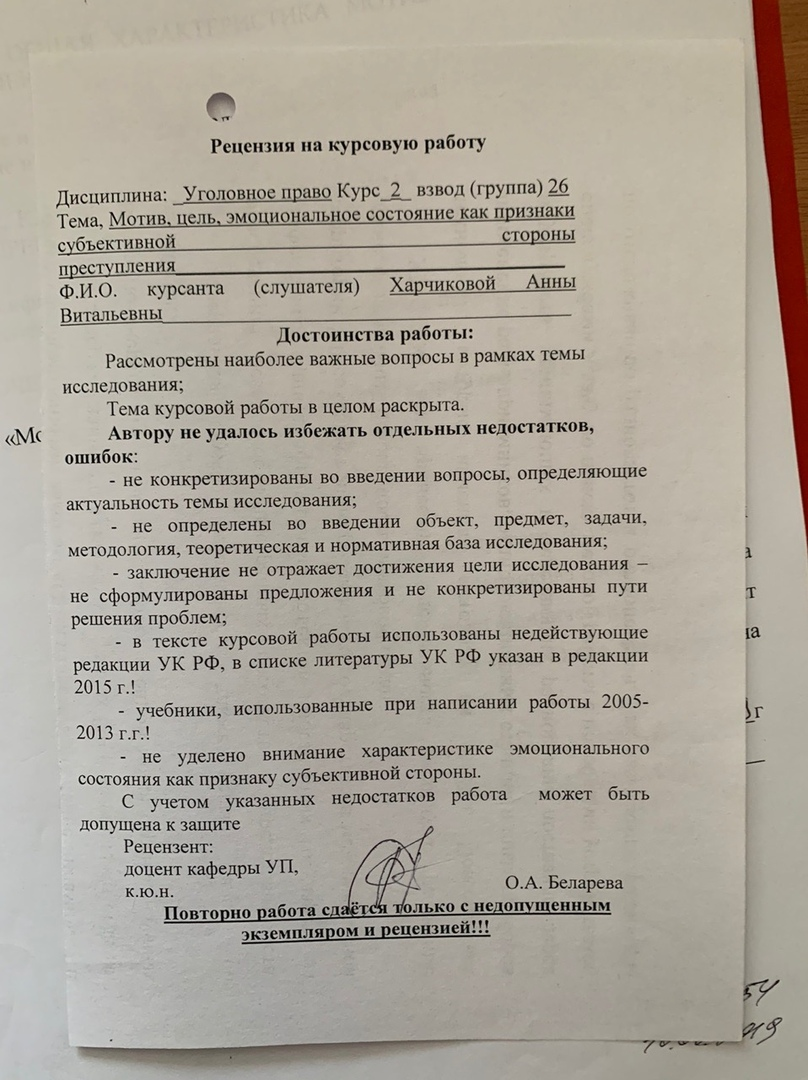 Рецензия на курсовую работу
Дисциплина: _Уголовное право Курс_2_ взвод (группа) 26
Тема, Мотив, цель, эмоциональное состояние как признаки
субъективной стороны
преступления
Ф.И.О. курсанта (слушателя) Харчиковой Анны
Витальевны
Достоинства работы:
Рассмотрены наиболее важные вопросы в рамках темы
исследования;
Тема курсовой работы в целом раскрыта.
«Мо
Автору не удалось избежать отдельных недостатков,
ошибок:
- не конкретизированы во введении вопросы, определяющие
актуальность темы исследования;
- не определены во введении объект, предмет, задачи,
методология, теоретическая и нормативная база исследования;
- заключение не отражает достижения цели исследования –
не сформулированы предложения и не конкретизированы пути
решения проблем;
- в тексте курсовой работы использованы недействующие
редакции УК РФ, в списке литературы УК РФ указан в редакции
2015 г.!
- учебники, использованные при написании работы 2005-
2013 г.г.!
- не уделено внимание характеристике эмоционального
состояния как признаку субъективной стороны.
С учетом указанных недостатков работа может быть
допущена к защите
Рецензент:
доцент кафедры УП,
к.ю.н. О.А. Беларева
Повторно работа сдаётся только с недопущенным
экземпляром и рецензией!!!